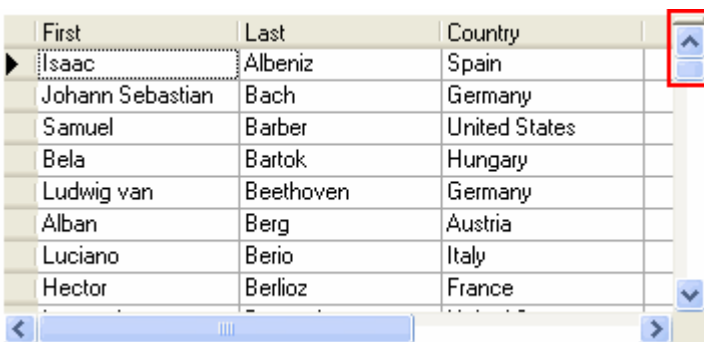 First Last Country
Isaac Albeniz Spain
Johann Sebastian Bach Germany
Samuel Barber United States
Bela Bartok Hungary
Ludwig van Beethoven Germany
Alban Berg Austria
Luciano Berio Italy
Hector Berlioz France